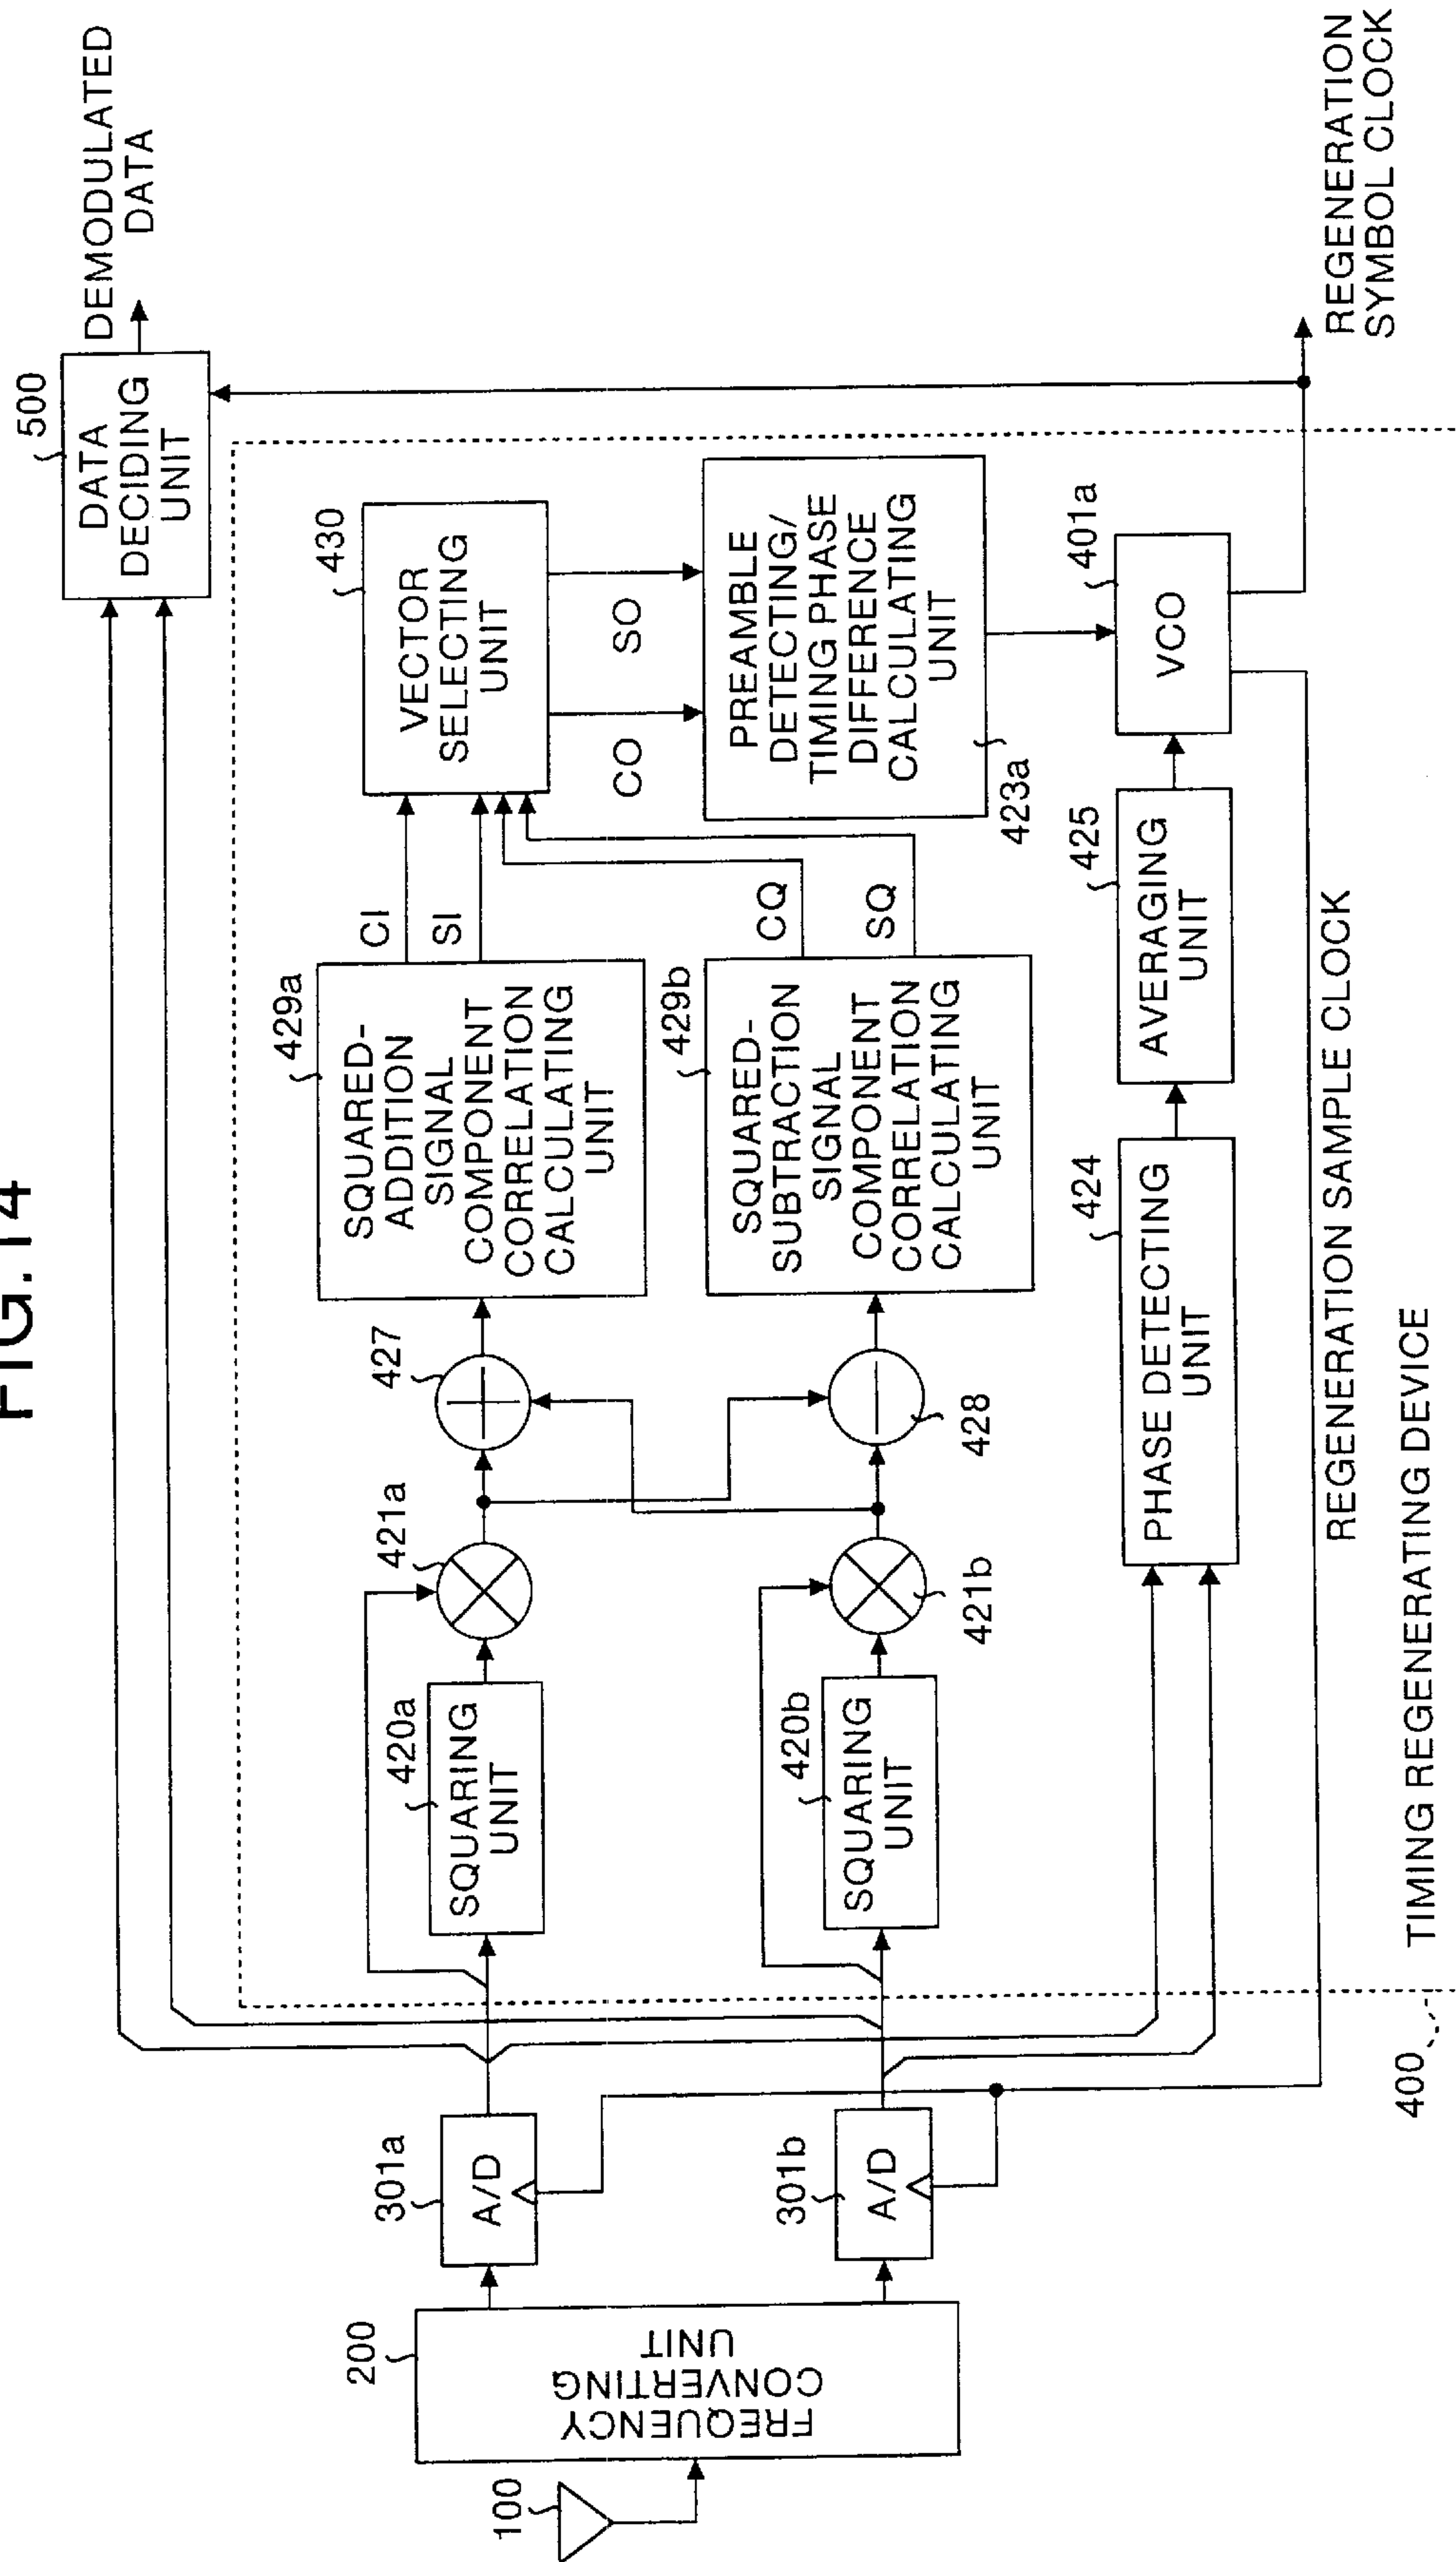 FIG.14
100
200
FREQUENCY
CONVERTING
UNIT
301a
A/D
301b
A/D
400
TIMING REGENERATING DEVICE
420a
SQUARING
UNIT
421a
420b
SQUARING
UNIT
421b
427
428
429a
SQUARED-
ADDITION
SIGNAL
COMPONENT
CORRELATION
CALCULATING
UNIT
CI
SI
429b
SQUARED-
SUBTRACTION
SIGNAL
COMPONENT
CORRELATION
CALCULATING
UNIT
CQ
SQ
430
VECTOR
SELECTING
UNIT
CO
SO
PREAMBLE
DETECTING/
TIMING PHASE
DIFFERENCE
CALCULATING
UNIT
423a
424
PHASE DETECTING
UNIT
425
AVERAGING
UNIT
401a
VCO
REGENERATION SAMPLE CLOCK
500
DATA
DECIDING
UNIT
DEMODULATED
DATA
REGENERATION
SYMBOL CLOCK